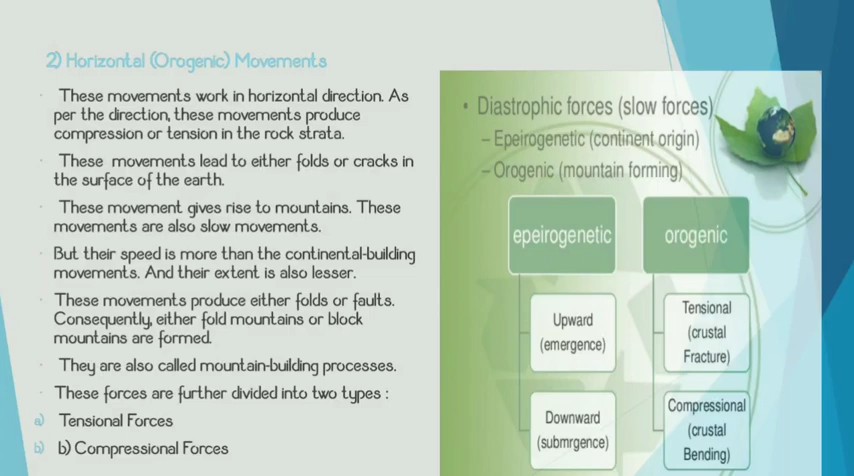 2) Horizontal (Orogenic) Movements
· These movements work in horizontal direction. As
per the direction, these movements produce
compression or tension in the rock strata.
· These movements lead to either folds or cracks in
the surface of the earth.
· These movement gives rise to mountains. These
movements are also slow movements.
· But their speed is more than the continental-building
movements. And their extent is also lesser.
· These movements produce either folds or faults.
Consequently, either fold mountains or block
mountains are formed.
· They are also called mountain-building processes.
· These forces are further divided into two types :
a) Tensional Forces
b) b) Compressional Forces
• Diastrophic forces (slow forces)
– Epeirogenetic (continent origin)
– Orogenic (mountain forming)
epeirogenetic
Upward
(emergence)
Downward
(submrgence)
orogenic
Tensional
(crustal
Fracture)
Compressional
(crustal
Bending)